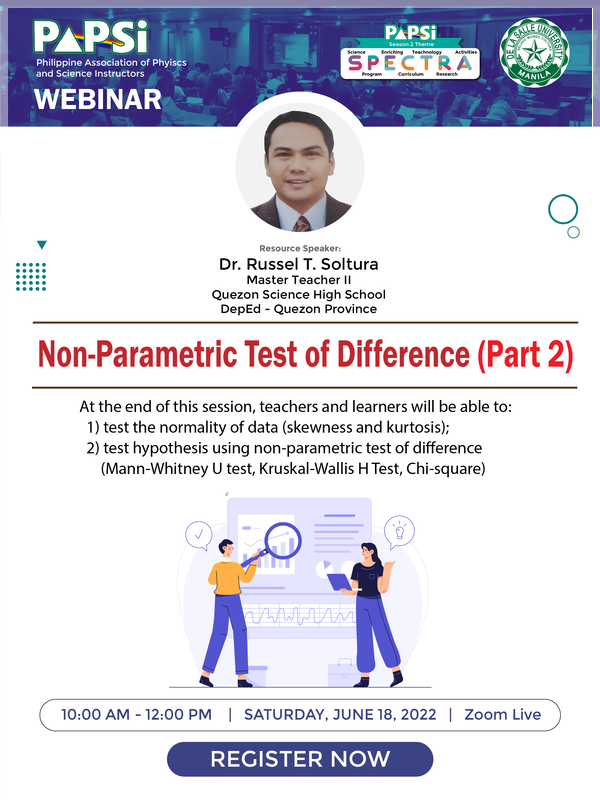 PAPSi
Philippine Association of Phyiscs
and Science Instructors
WEBINAR
PAPSi
Season 2 Theme
Science Enriching Technology Activities
SPECTRA
Program Curriculum Research
DE LA SALLE UNIVERSITY
MANILA
Resource Speaker:
Dr. Russel T. Soltura
Master Teacher II
Quezon Science High School
DepEd - Quezon Province
Non-Parametric Test of Difference (Part 2)
At the end of this session, teachers and learners will be able to:
1) test the normality of data (skewness and kurtosis);
2) test hypothesis using non-parametric test of difference
(Mann-Whitney U test, Kruskal-Wallis H Test, Chi-square)
10:00 AM - 12:00 PM | SATURDAY, JUNE 18, 2022 | Zoom Live
REGISTER NOW